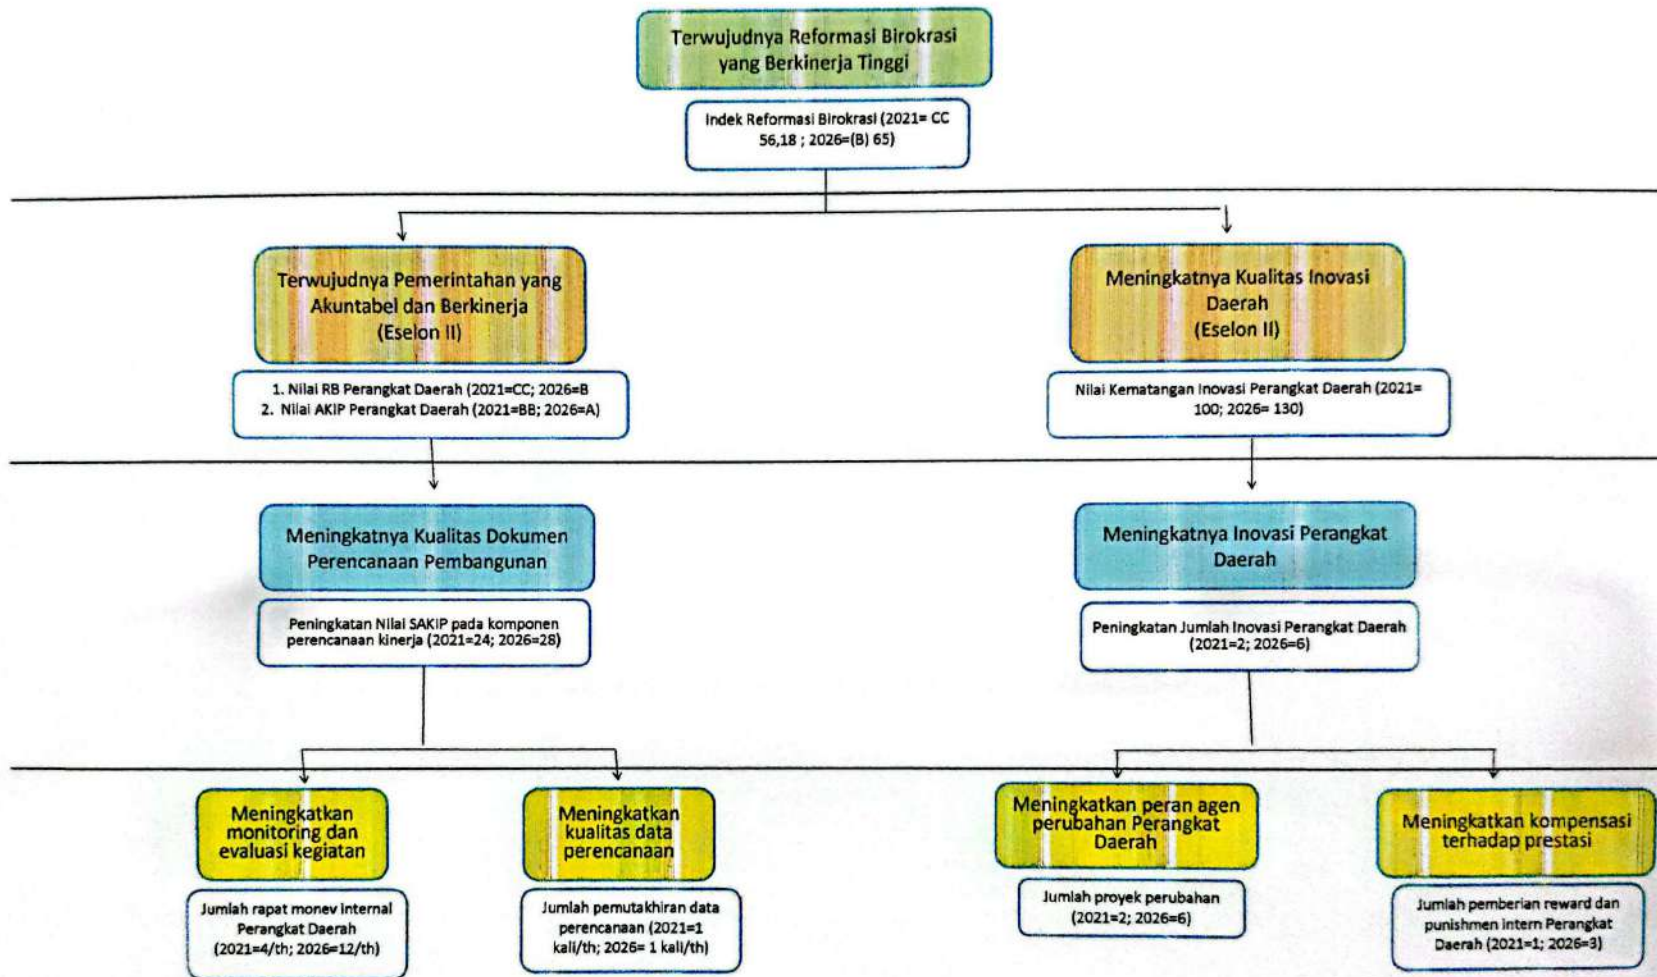 Terwujudnya Reformasi Birokrasi
yang Berkinerja Tinggi
Indek Reformasi Birokrasi (2021= CC
56,18 ; 2026=(B) 65)
Terwujudnya Pemerintahan yang
Akuntabel dan Berkinerja
(Eselon II)
1. Nilai RB Perangkat Daerah (2021=CC; 2026=B
2. Nilai AKIP Perangkat Daerah (2021=BB; 2026=A)
Meningkatnya Kualitas Inovasi
Daerah
(Eselon II)
Nilai Kematangan Inovasi Perangkat Daerah (2021=
100; 2026= 130)
Meningkatnya Kualitas Dokumen
Perencanaan Pembangunan
Peningkatan Nilai SAKIP pada komponen
perencanaan kinerja (2021=24; 2026=28)
Meningkatnya Inovasi Perangkat
Daerah
Peningkatan Jumlah Inovasi Perangkat Daerah
(2021=2; 2026=6)
Meningkatkan
monitoring dan
evaluasi kegiatan
Jumlah rapat monev internal
Perangkat Daerah
(2021=4/th; 2026=12/th)
Meningkatkan
kualitas data
perencanaan
Jumlah pemutakhiran data
perencanaan (2021=1
kali/th; 2026= 1 kali/th)
Meningkatkan peran agen
perubahan Perangkat
Daerah
Jumlah proyek perubahan
(2021=2; 2026=6)
Meningkatkan kompensasi
terhadap prestasi
Jumlah pemberian reward dan
punishmen intern Perangkat
Daerah (2021=1; 2026=3)